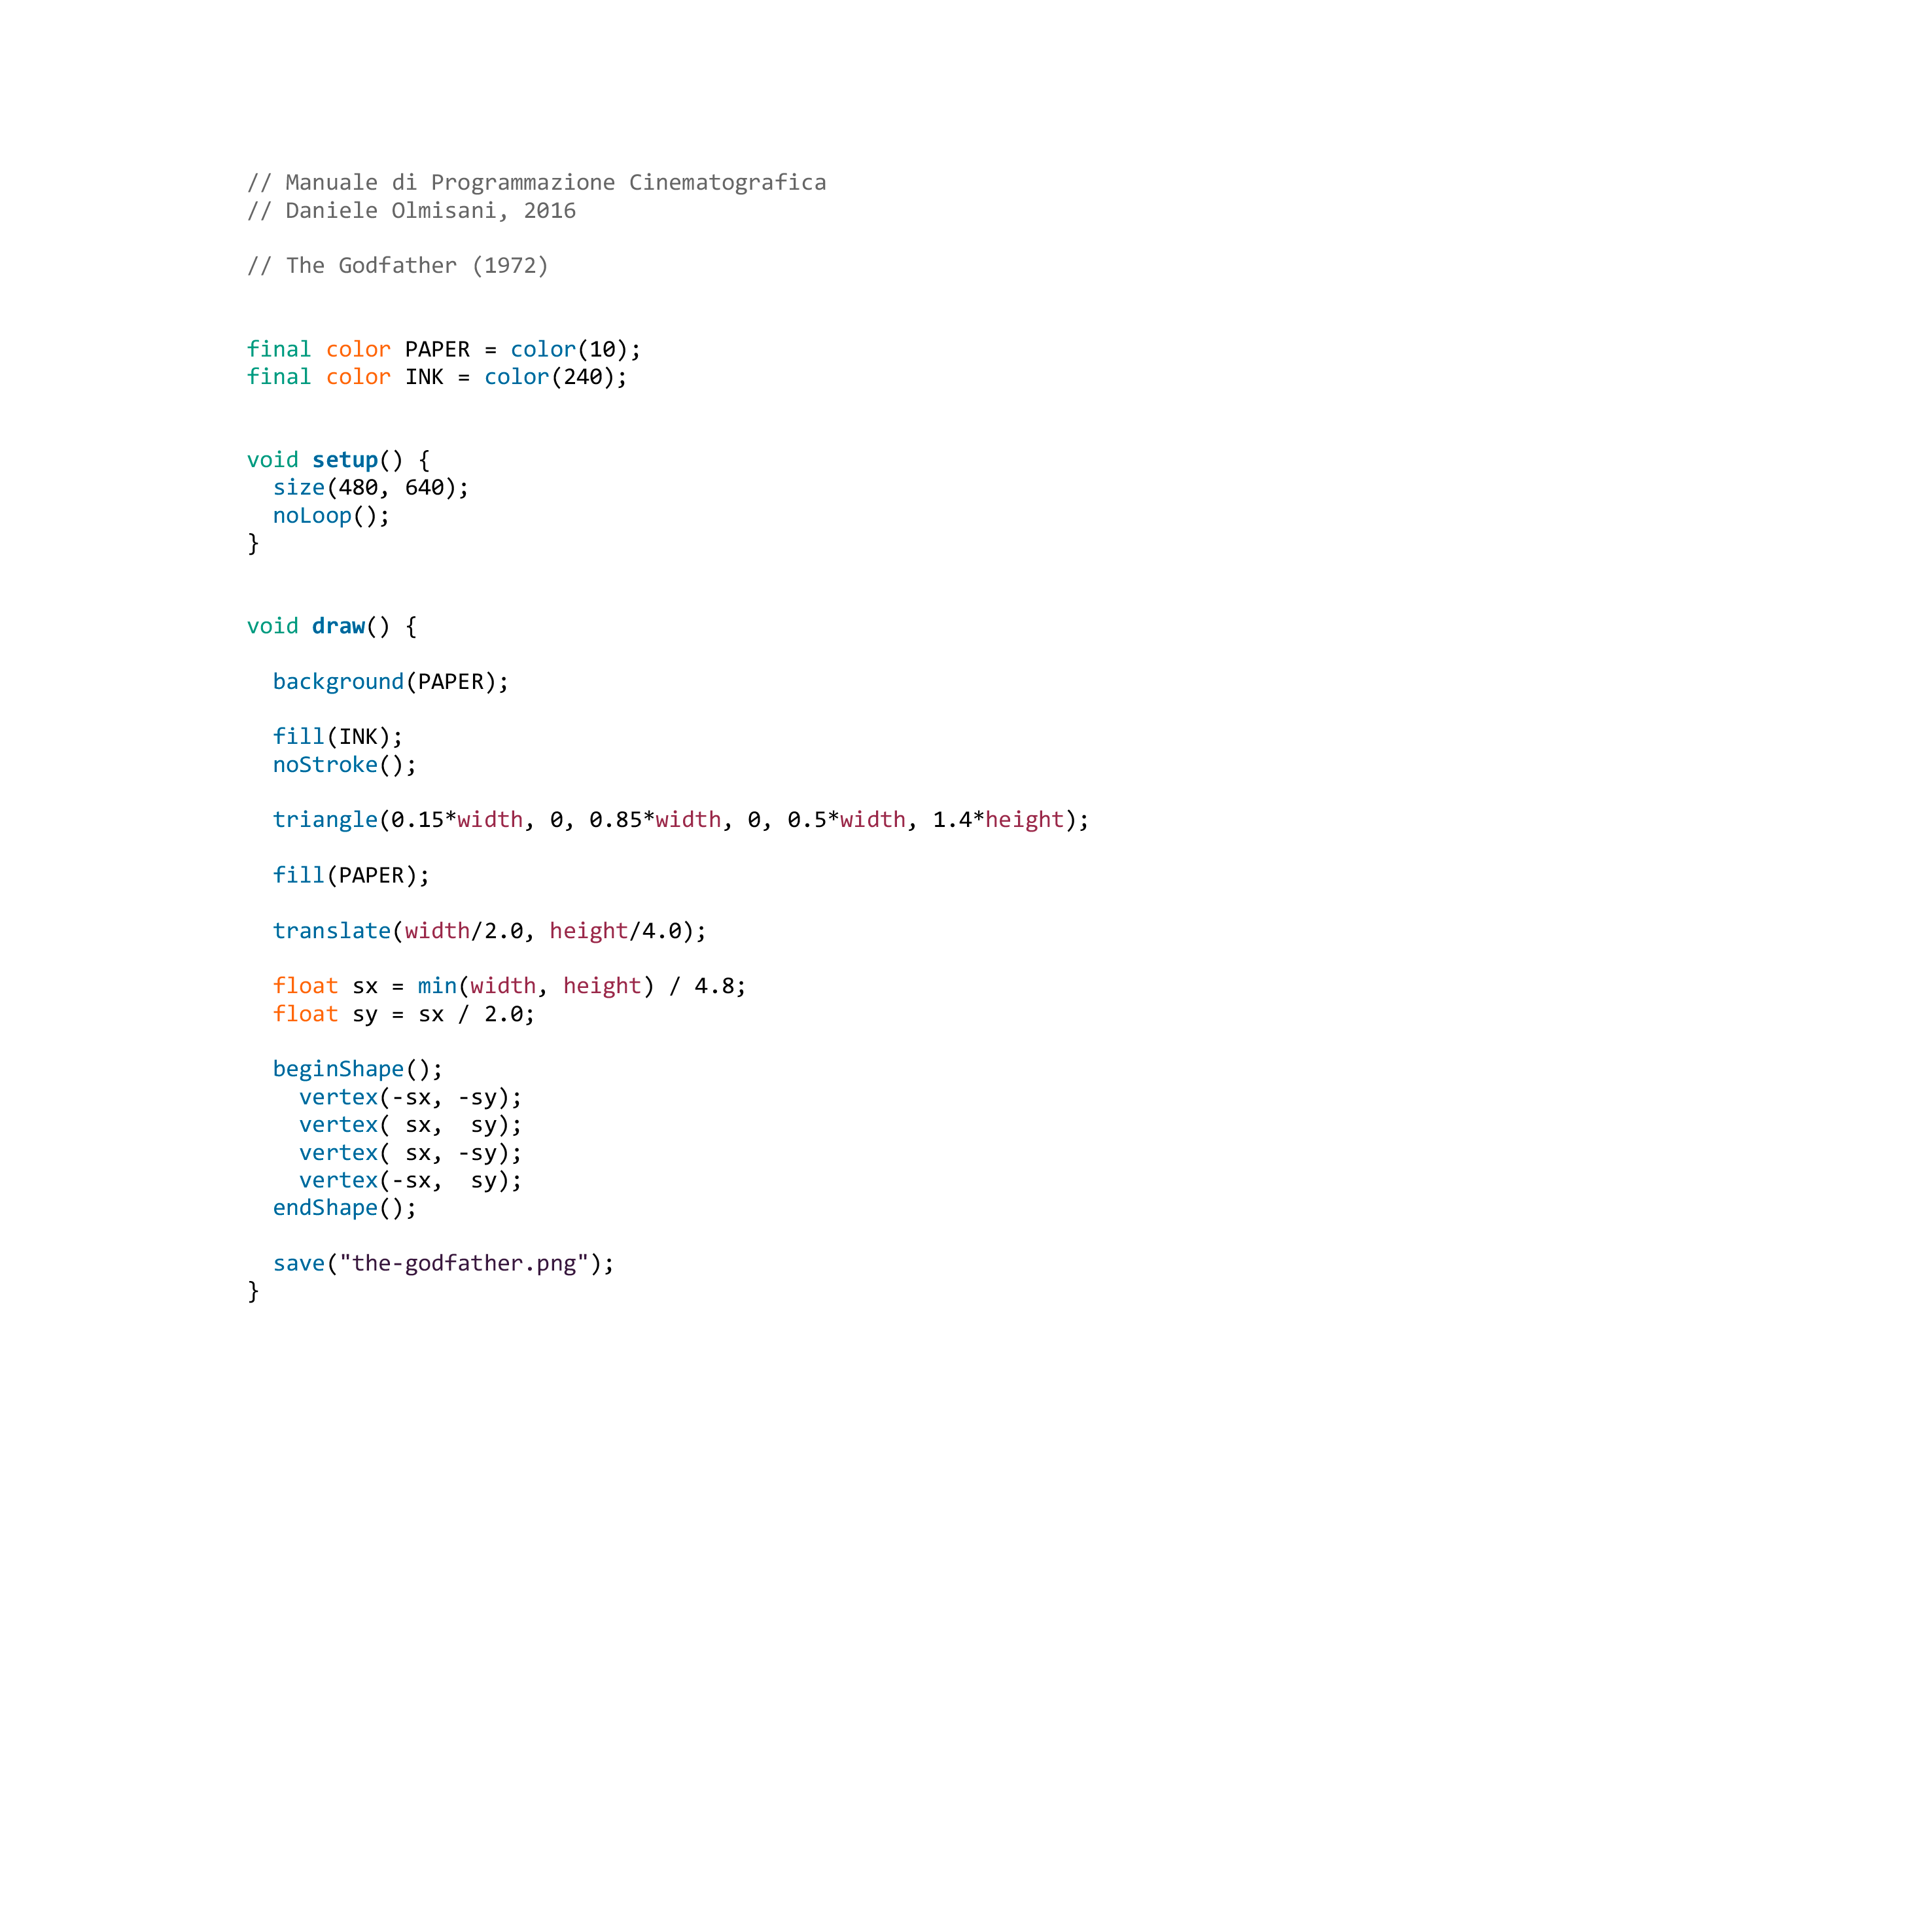 // Manuale di Programmazione Cinematografica
// Daniele Olmisani, 2016
// The Godfather (1972)
final color PAPER = color(10);
final color INK = color(240);
void setup() {
  size(480, 640);
  noLoop();
}
void draw() {
  background(PAPER);
  fill(INK);
  noStroke();
  triangle(0.15*width, 0, 0.85*width, 0, 0.5*width, 1.4*height);
  fill(PAPER);
  translate(width/2.0, height/4.0);
  float sx = min(width, height) / 4.8;
  float sy = sx / 2.0;
  beginShape();
    vertex(-sx, -sy);
    vertex( sx,  sy);
    vertex( sx, -sy);
    vertex(-sx,  sy);
  endShape();
  save("the-godfather.png");
}